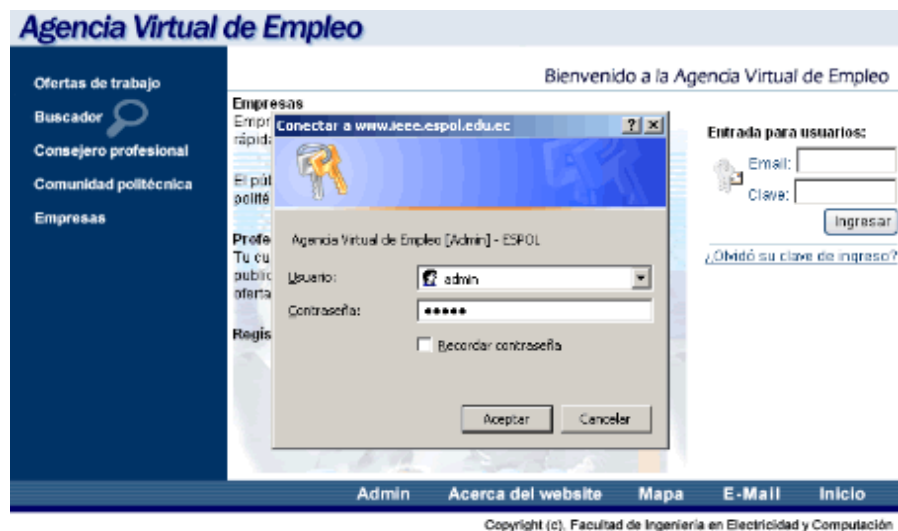 Agencia Virtual de Empleo
Bienvenido a la Agencia Virtual de Empleo
Ofertas de trabajo
Buscador
Consejero profesional
Comunidad politécnica
Empresas
Empresas
Conectar a www.ieee.espol.edu.ec
Agencia Virtual de Empleo [Admin] - ESPOL
Usuario:
admin
Contraseña:
●●●●●
Recordar contraseña
Aceptar
Cancelar
El
Tu
Entrada para usuarios:
Email:
Clave:
Ingresar
¿Olvidó su clave de ingreso?
Admin Acerca del website Mapa E-Mail Inicio
Copyright (c), Facultad de Ingeniería en Electricidad y Computación